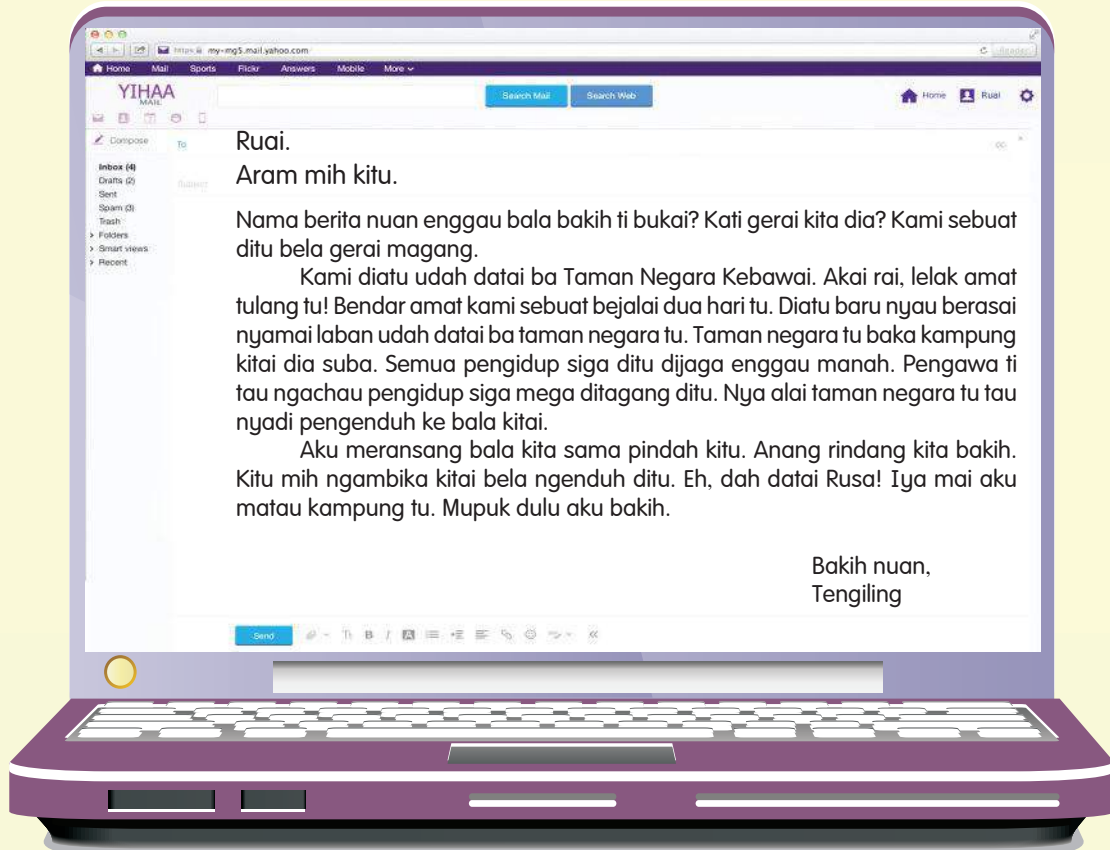 my-mg5.mail.yahoo.com
Reader
Home Mail Sports Flickr Answers Mobile More
YIHAA
MAIL
Search Mail Search Web Home Ruai
Compose
To
Ruai.
CC
Inbox (4)
Drafts (2)
Sent
Spam (3)
Trash
Folders
Smart views
Recent
Subject
Aram mih kitu.
Nama berita nuan enggau bala bakih ti bukai? Kati gerai kita dia? Kami sebuat
ditu bela gerai magang.
Kami diatu udah datai ba Taman Negara Kebawai. Akai rai, lelak amat
tulang tu! Bendar amat kami sebuat bejalai dua hari tu. Diatu baru nyau berasai
nyamai laban udah datai ba taman negara tu. Taman negara tu baka kampung
kitai dia suba. Semua pengidup siga ditu dijaga enggau manah. Pengawa ti
tau ngachau pengidup siga mega ditagang ditu. Nya alai taman negara tu tau
nyadi pengenduh ke bala kitai.
Aku meransang bala kita sama pindah kitu. Anang rindang kita bakih.
Kitu mih ngambika kitai bela ngenduh ditu. Eh, dah datai Rusa! Iya mai aku
matau kampung tu. Mupuk dulu aku bakih.
Bakih nuan,
Tengiling
Send